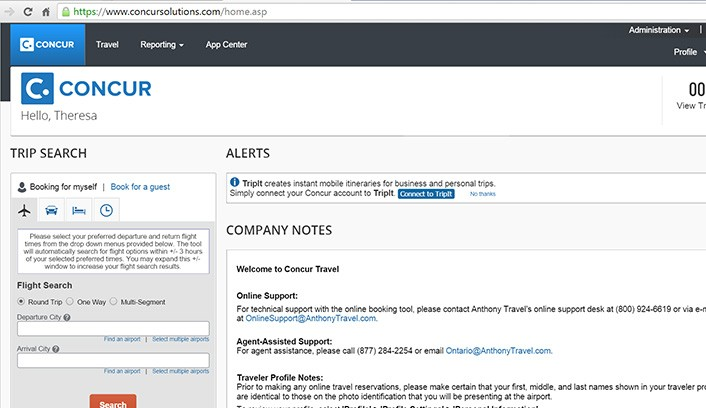 https://www.concursolutions.com/home.asp
Administration |
CONCUR Travel Reporting App Center
Profile
CONCUR
Hello, Theresa
00
View Tr
TRIP SEARCH
Booking for myself | Book for a guest
Please select your preferred departure and return flight
times from the drop down menus provided below. The tool
will automatically search for flight options within +/- 3 hours
of your selected preferred times. You may expand this +/-
window to increase your flight search results.
Flight Search
Round Trip One Way Multi-Segment
Departure City
Find an airport | Select multiple airports
Arrival City
Find an airport | Select multiple airports
Search
ALERTS
TripIt creates instant mobile itineraries for business and personal trips.
Simply connect your Concur account to TripIt. Connect to TripIt No thanks
COMPANY NOTES
Welcome to Concur Travel
Online Support:
For technical support with the online booking tool, please contact Anthony Travel's online support desk at (800) 924-6619 or via e-m
at OnlineSupport@AnthonyTravel.com.
Agent-Assisted Support:
For agent assistance, please call (877) 284-2254 or email Ontario@AnthonyTravel.com.
Traveler Profile Notes:
Prior to making any online travel reservations, please make certain that your first, middle, and last names shown in your traveler pro
are identical to those on the photo identification that you will be presenting at the airport.